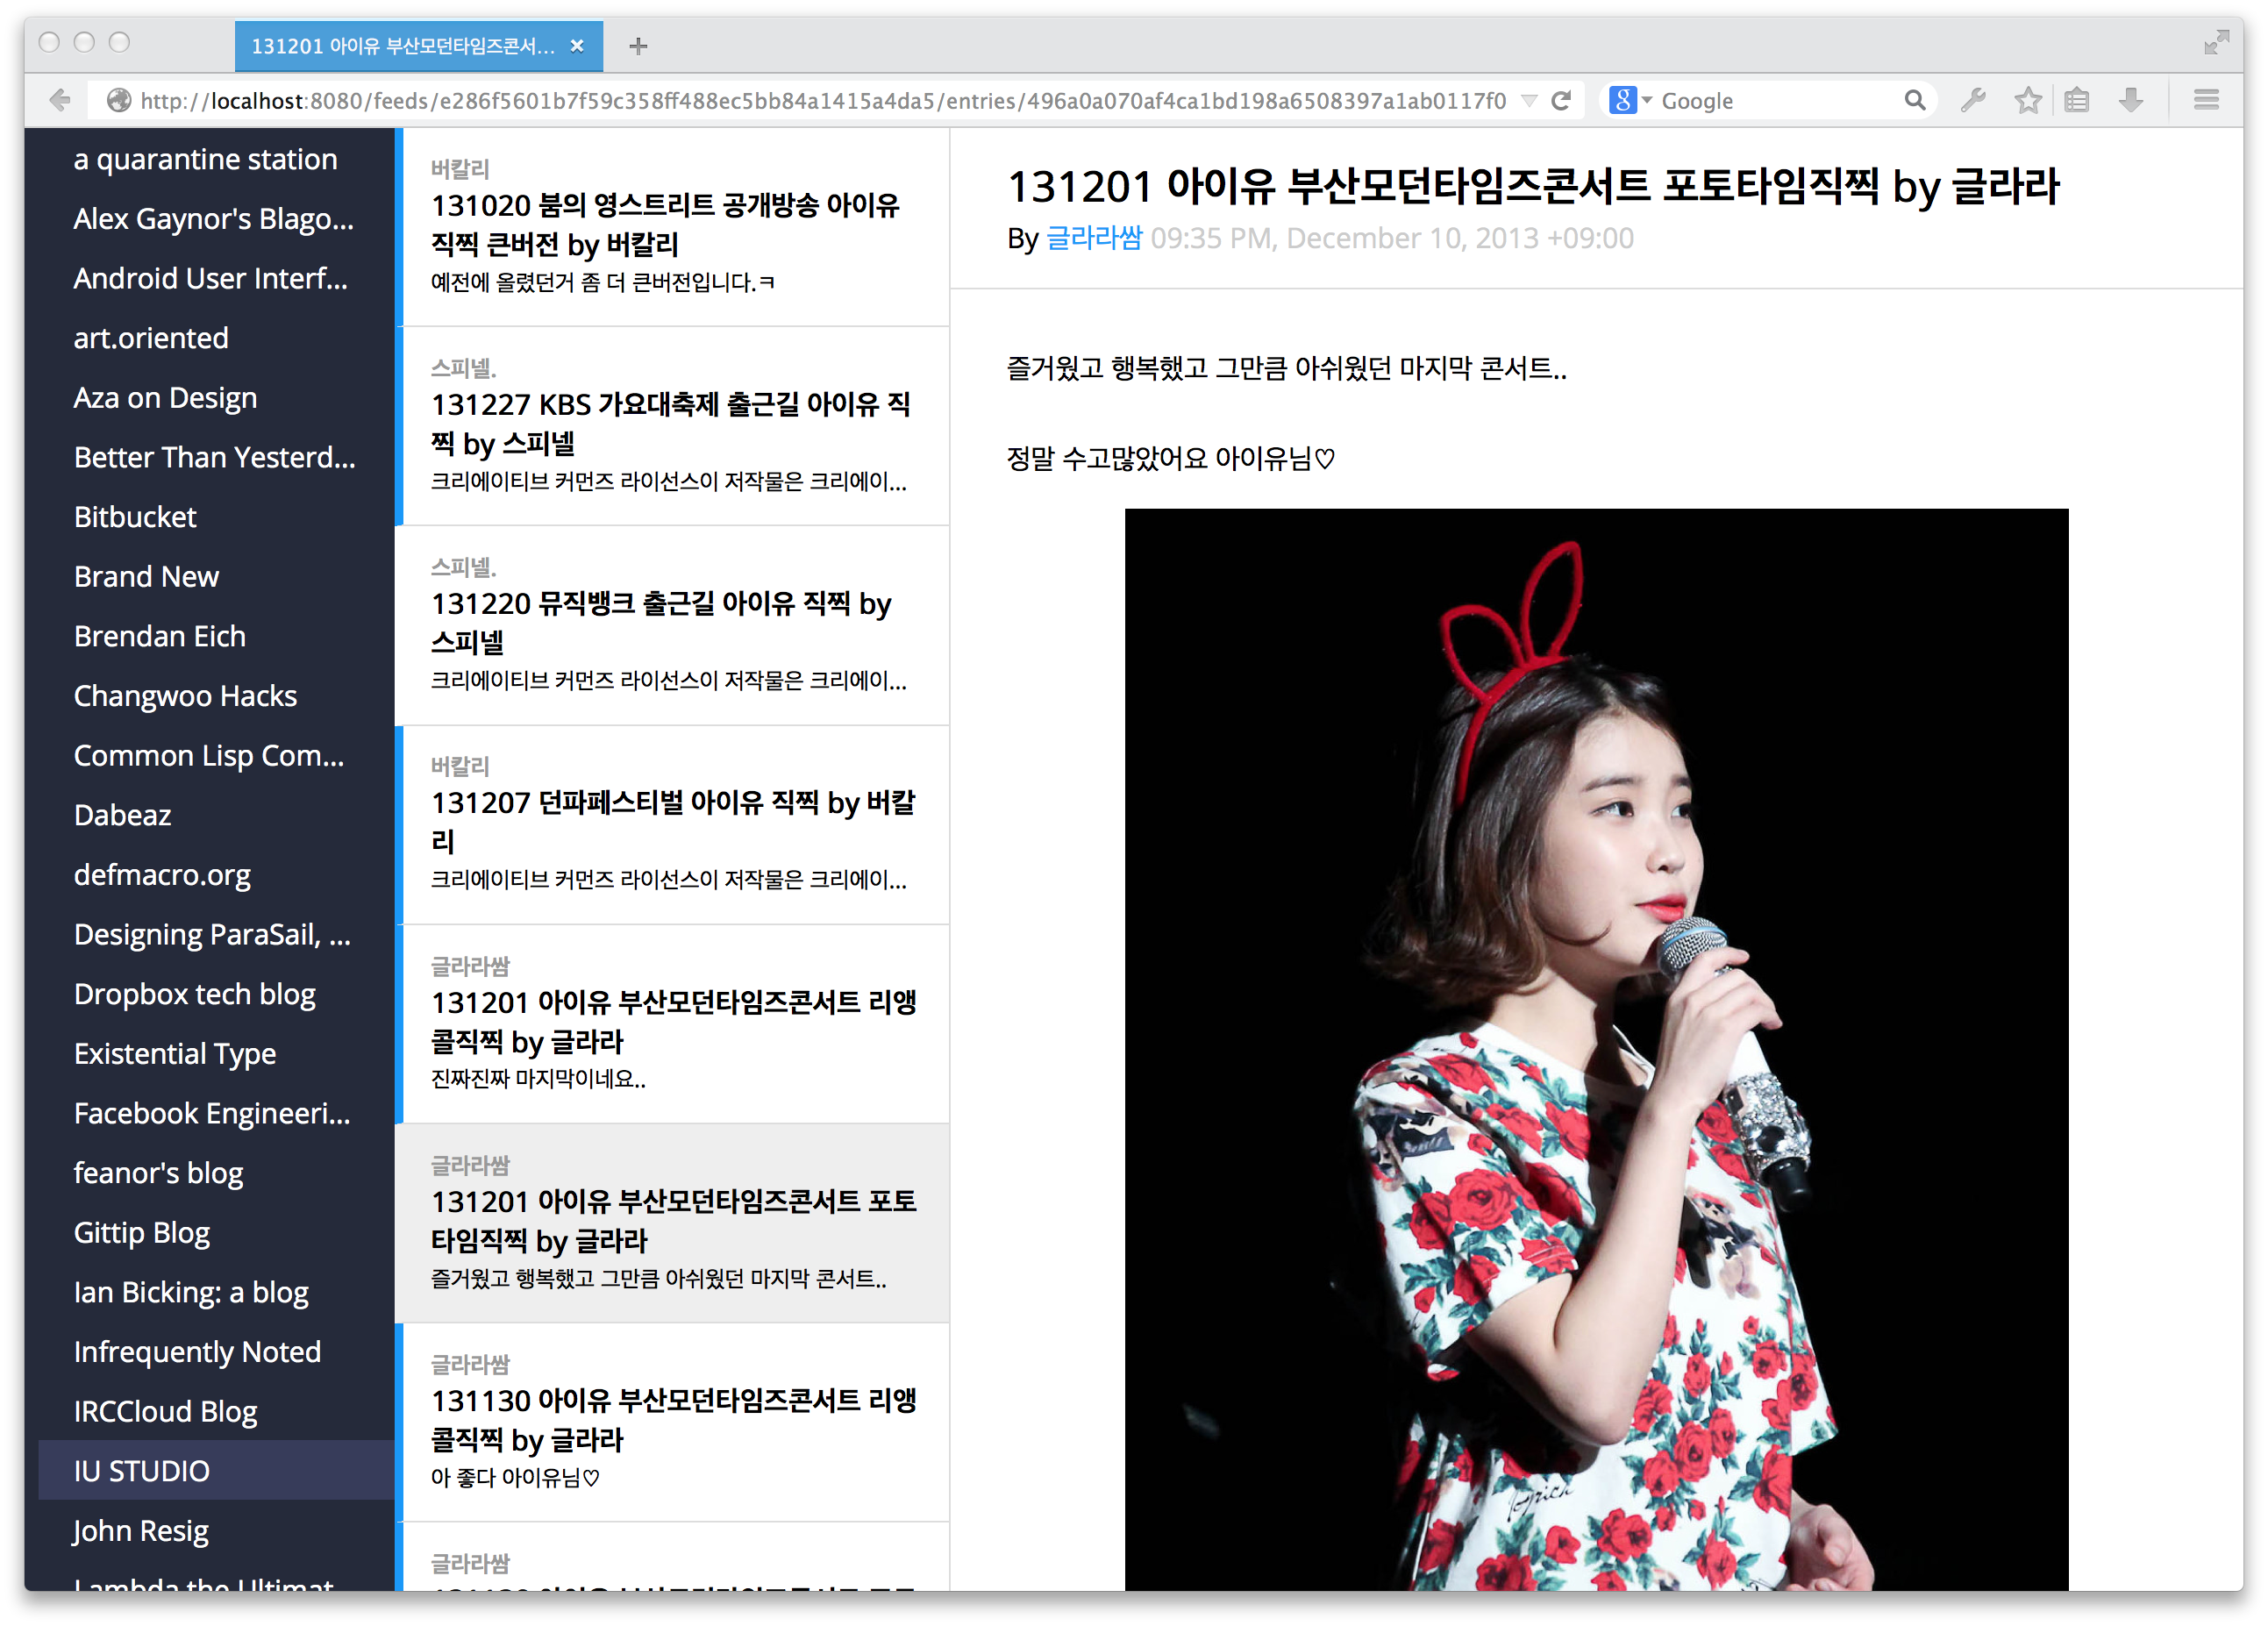 131201 아이유 부산모던타임즈콘서...
http://localhost:8080/feeds/e286f5601b7f59c358ff488ec5bb84a1415a4da5/entries/496a0a070af4ca1bd198a6508397a1ab0117f0
Google
a quarantine station
Alex Gaynor's Blago...
Android User Interf...
art.oriented
Aza on Design
Better Than Yesterd...
Bitbucket
Brand New
Brendan Eich
Changwoo Hacks
Common Lisp Com...
Dabeaz
defmacro.org
Designing ParaSail, ...
Dropbox tech blog
Existential Type
Facebook Engineeri...
feanor's blog
Gittip Blog
Ian Bicking: a blog
Infrequently Noted
IRCCloud Blog
IU STUDIO
John Resig
Lambda the Ultimat...
버칼리
131020 붐의 영스트리트 공개방송 아이유
직찍 큰버전 by 버칼리
예전에 올렸던거 좀 더 큰버전입니다.ㅋ
스피넬.
131227 KBS 가요대축제 출근길 아이유 직
찍 by 스피넬
크리에이티브 커먼즈 라이선스이 저작물은 크리에이...
스피넬.
131220 뮤직뱅크 출근길 아이유 직찍 by
스피넬
크리에이티브 커먼즈 라이선스이 저작물은 크리에이...
버칼리
131207 던파페스티벌 아이유 직찍 by 버칼
리
크리에이티브 커먼즈 라이선스이 저작물은 크리에이...
글라라쌈
131201 아이유 부산모던타임즈콘서트 리앵
콜직찍 by 글라라
진짜진짜 마지막이네요..
글라라쌈
131201 아이유 부산모던타임즈콘서트 포토
타임직찍 by 글라라
즐거웠고 행복했고 그만큼 아쉬웠던 마지막 콘서트..
글라라쌈
131130 아이유 부산모던타임즈콘서트 리앵
콜직찍 by 글라라
아 좋다 아이유님♡
글라라쌈
131201 아이유 부산모던타임즈콘서트 포토타임직찍 by 글라라
By 글라라쌈 09:35 PM, December 10, 2013 +09:00
즐거웠고 행복했고 그만큼 아쉬웠던 마지막 콘서트..
정말 수고많았어요 아이유님♡